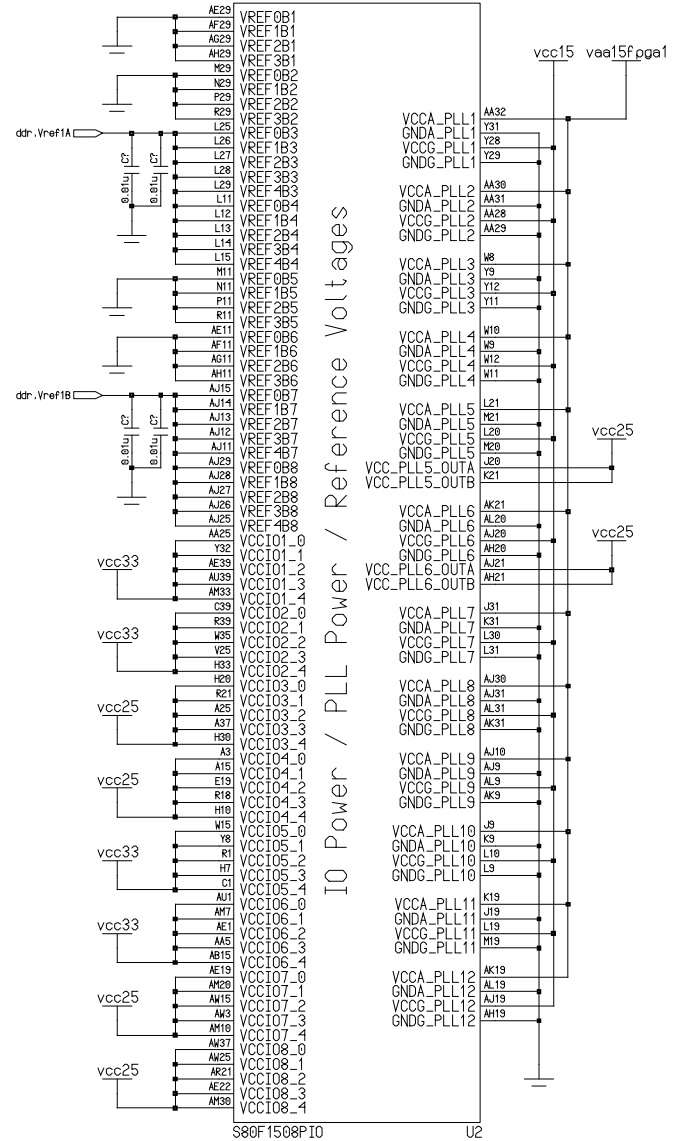 AE29 VREF0B1
AF29 VREF1B1
AG29 VREF2B1
AH29 VREF3B1
M29 VREF0B2
N29 VREF1B2
P29 VREF2B2
R29 VREF3B2
ddr.Vref1A
L25 VREF0B3
L26 VREF1B3
L27 VREF2B3
L28 VREF3B3
L29 VREF4B3
0.01u C?
0.01u C?
L11 VREF0B4
L12 VREF1B4
L13 VREF2B4
L14 VREF3B4
L15 VREF4B4
M11 VREF0B5
N11 VREF1B5
P11 VREF2B5
R11 VREF3B5
AE11 VREF0B6
AF11 VREF1B6
AG11 VREF2B6
AH11 VREF3B6
ddr.Vref1B
AJ15 VREF0B7
AJ14 VREF1B7
AJ13 VREF2B7
AJ12 VREF3B7
AJ11 VREF4B7
0.01u C?
0.01u C?
AJ29 VREF0B8
AJ28 VREF1B8
AJ27 VREF2B8
AJ26 VREF3B8
AJ25 VREF4B8
vcc33
AA25 VCCIO1_0
Y32 VCCIO1_1
AE39 VCCIO1_2
AU39 VCCIO1_3
AM33 VCCIO1_4
vcc33
C39 VCCIO2_0
R39 VCCIO2_1
W35 VCCIO2_2
V25 VCCIO2_3
H33 VCCIO2_4
vcc25
H20 VCCIO3_0
R21 VCCIO3_1
A25 VCCIO3_2
A37 VCCIO3_3
H30 VCCIO3_4
vcc25
A3 VCCIO4_0
A15 VCCIO4_1
E19 VCCIO4_2
R18 VCCIO4_3
H10 VCCIO4_4
vcc33
W15 VCCIO5_0
Y8 VCCIO5_1
R1 VCCIO5_2
H7 VCCIO5_3
C1 VCCIO5_4
vcc33
AU1 VCCIO6_0
AM7 VCCIO6_1
AE1 VCCIO6_2
AA5 VCCIO6_3
AB15 VCCIO6_4
vcc25
AE19 VCCIO7_0
AM20 VCCIO7_1
AW15 VCCIO7_2
AW3 VCCIO7_3
AM10 VCCIO7_4
vcc25
AW37 VCCIO8_0
AW25 VCCIO8_1
AR21 VCCIO8_2
AE22 VCCIO8_3
AM30 VCCIO8_4
IO Power / PLL Power / Reference Voltages
vcc15 vaa15fpga1
VCCA_PLL1 AA32
GNDA_PLL1 Y31
VCCG_PLL1 Y28
GNDG_PLL1 Y29
VCCA_PLL2 AA30
GNDA_PLL2 AA31
VCCG_PLL2 AA28
GNDG_PLL2 AA29
VCCA_PLL3 W8
GNDA_PLL3 Y9
VCCG_PLL3 Y12
GNDG_PLL3 Y11
VCCA_PLL4 W10
GNDA_PLL4 W9
VCCG_PLL4 W12
GNDG_PLL4 W11
VCCA_PLL5 L21
GNDA_PLL5 M21
VCCG_PLL5 L20
GNDG_PLL5 M20
vcc25
VCC_PLL5_OUTA J20
VCC_PLL5_OUTB K21
VCCA_PLL6 AK21
GNDA_PLL6 AL20
VCCG_PLL6 AJ20
GNDG_PLL6 AH20
vcc25
VCC_PLL6_OUTA AJ21
VCC_PLL6_OUTB AH21
VCCA_PLL7 J31
GNDA_PLL7 K31
VCCG_PLL7 L30
GNDG_PLL7 L31
VCCA_PLL8 AJ30
GNDA_PLL8 AJ31
VCCG_PLL8 AL31
GNDG_PLL8 AK31
VCCA_PLL9 AJ10
GNDA_PLL9 AJ9
VCCG_PLL9 AL9
GNDG_PLL9 AK9
VCCA_PLL10 J9
GNDA_PLL10 K9
VCCG_PLL10 L10
GNDG_PLL10 L9
VCCA_PLL11 K19
GNDA_PLL11 J19
VCCG_PLL11 L19
GNDG_PLL11 M19
VCCA_PLL12 AK19
GNDA_PLL12 AL19
VCCG_PLL12 AJ19
GNDG_PLL12 AH19
S80F1508PIO U2